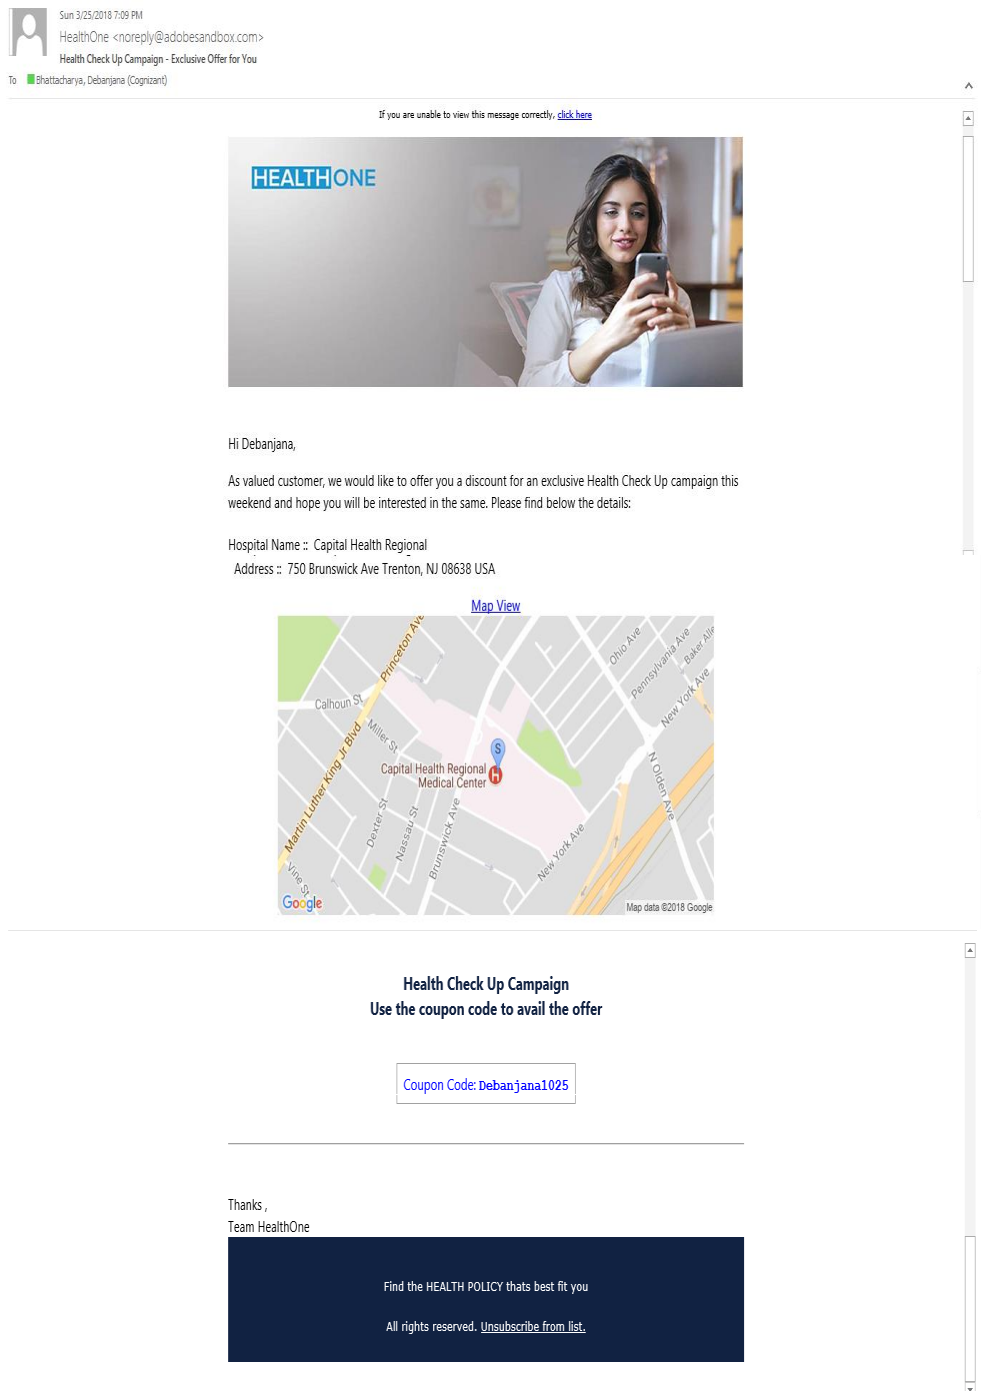 Sun 3/25/2018 7:09 PM
HealthOne <noreply@adobesandbox.com>
Health Check Up Campaign - Exclusive Offer for You
To Bhattacharya, Debanjana (Cognizant)
If you are unable to view this message correctly, click here
HEALTHONE
Hi Debanjana,
As valued customer, we would like to offer you a discount for an exclusive Health Check Up campaign this
weekend and hope you will be interested in the same. Please find below the details:
Hospital Name :: Capital Health Regional
Address :: 750 Brunswick Ave Trenton, NJ 08638 USA
Map View
Princeton Ave
Ohio Ave
Pennsylvania Ave
Baker Alle
Calhoun St
New York Ave
Miller St
S
Martin Luther King Jr Blvd
Capital Health Regional
Medical Center
H
N Olden Ave
Dexter St
Nassau St
Brunswick Ave
New York Ave
Vine St
Google
Map data ©2018 Google
Health Check Up Campaign
Use the coupon code to avail the offer
Coupon Code: Debanjana1025
Thanks ,
Team HealthOne
Find the HEALTH POLICY thats best fit you
All rights reserved. Unsubscribe from list.